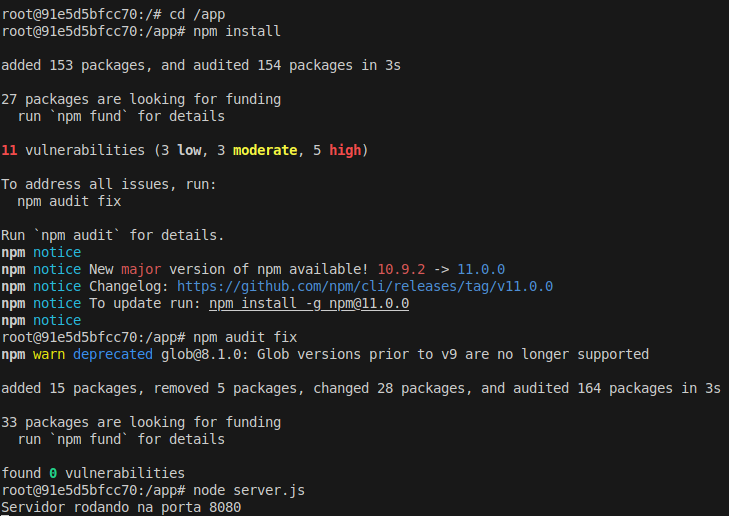 root@91e5d5bfcc70:/# cd /app
root@91e5d5bfcc70:/app# npm install
added 153 packages, and audited 154 packages in 3s
27 packages are looking for funding
  run `npm fund` for details
11 vulnerabilities (3 low, 3 moderate, 5 high)
To address all issues, run:
  npm audit fix
Run `npm audit` for details.
npm notice
npm notice New major version of npm available! 10.9.2 -> 11.0.0
npm notice Changelog: https://github.com/npm/cli/releases/tag/v11.0.0
npm notice To update run: npm install -g npm@11.0.0
npm notice
root@91e5d5bfcc70:/app# npm audit fix
npm warn deprecated glob@8.1.0: Glob versions prior to v9 are no longer supported
added 15 packages, removed 5 packages, changed 28 packages, and audited 164 packages in 3s
33 packages are looking for funding
  run `npm fund` for details
found 0 vulnerabilities
root@91e5d5bfcc70:/app# node server.js
Servidor rodando na porta 8080